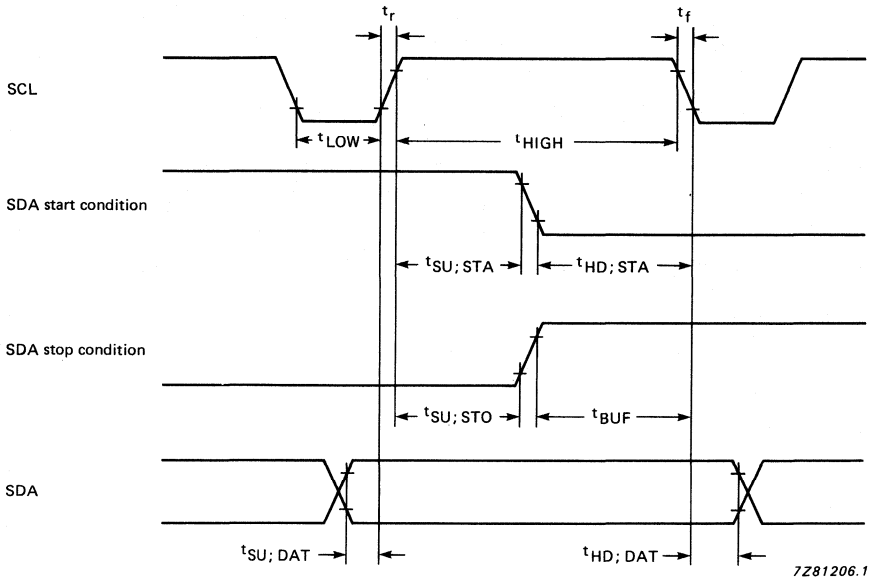 tr
tf
SCL
tLOW
tHIGH
SDA start condition
tSU; STA
tHD; STA
SDA stop condition
tSU; STO
tBUF
SDA
tSU; DAT
tHD; DAT
7Z81206.1